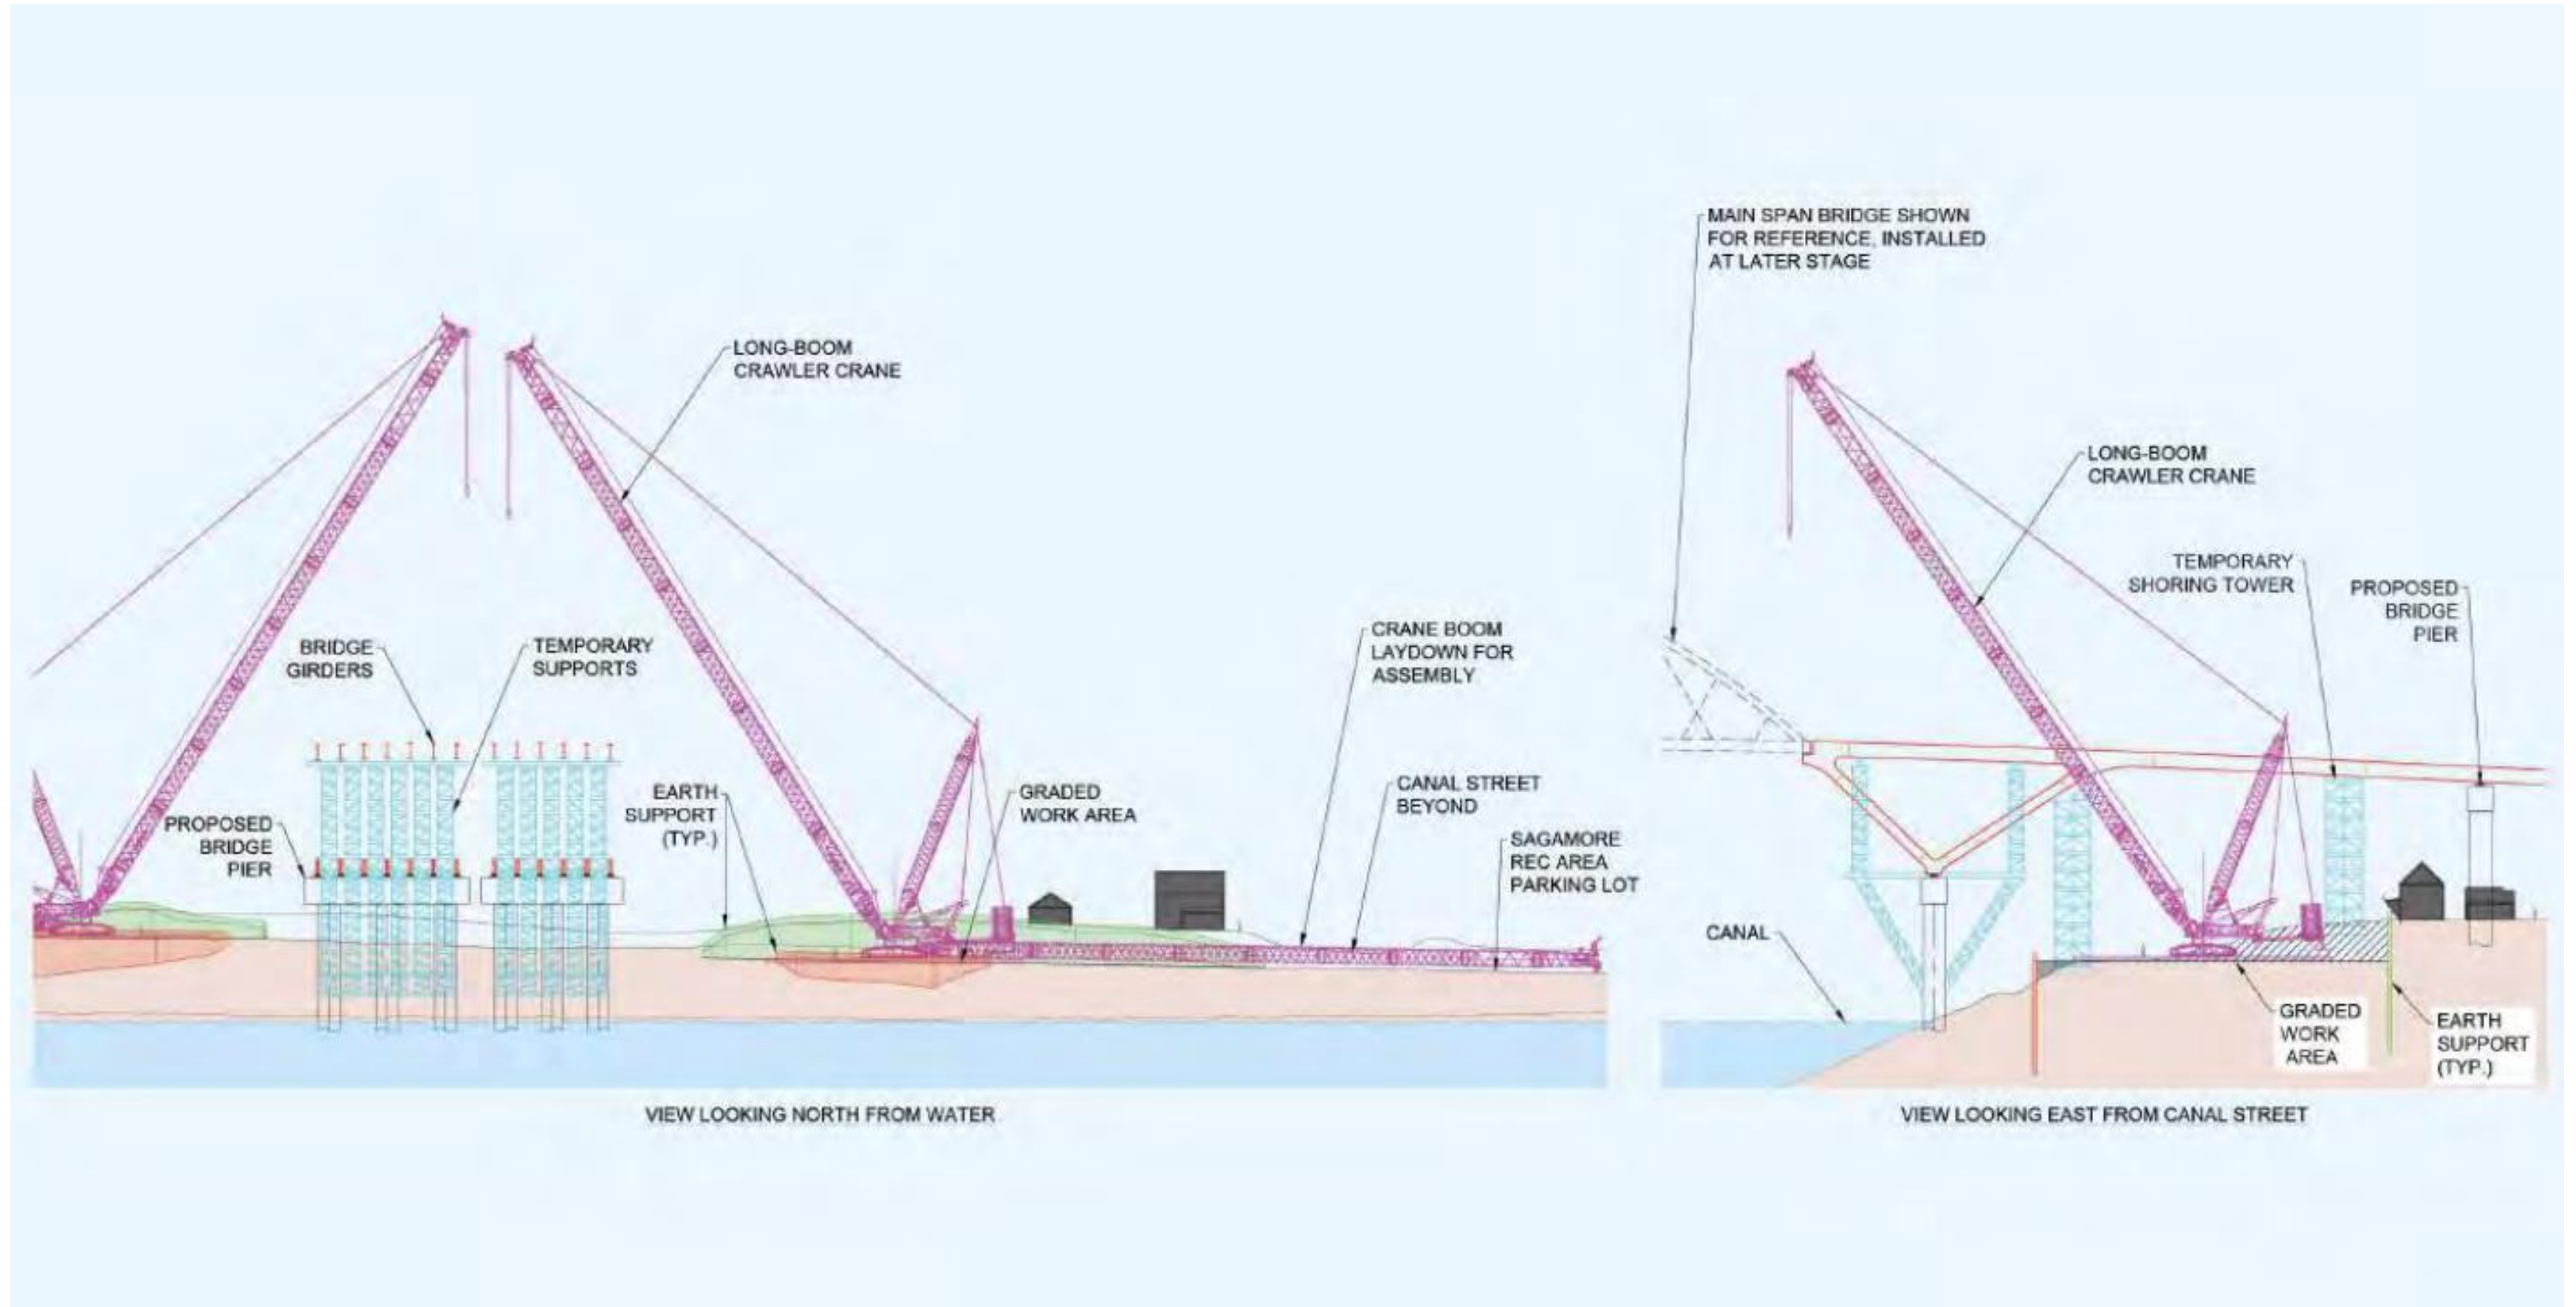 LONG-BOOM
CRAWLER CRANE
BRIDGE
GIRDERS
TEMPORARY
SUPPORTS
PROPOSED
BRIDGE
PIER
EARTH
SUPPORT
(TYP.)
GRADED
WORK AREA
CRANE BOOM
LAYDOWN FOR
ASSEMBLY
CANAL STREET
BEYOND
SAGAMORE
REC AREA
PARKING LOT
VIEW LOOKING NORTH FROM WATER
MAIN SPAN BRIDGE SHOWN
FOR REFERENCE, INSTALLED
AT LATER STAGE
LONG-BOOM
CRAWLER CRANE
TEMPORARY
SHORING TOWER
PROPOSED
BRIDGE
PIER
CANAL
GRADED
WORK
AREA
EARTH
SUPPORT
(TYP.)
VIEW LOOKING EAST FROM CANAL STREET